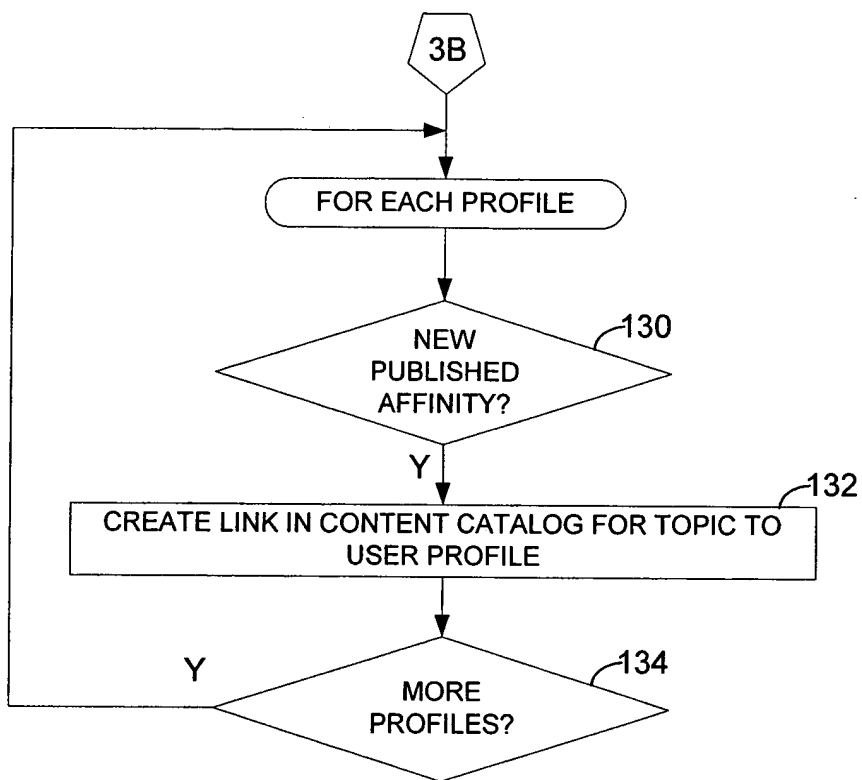 3B
FOR EACH PROFILE
130
NEW
PUBLISHED
AFFINITY?
Y
132
CREATE LINK IN CONTENT CATALOG FOR TOPIC TO
USER PROFILE
Y
134
MORE
PROFILES?